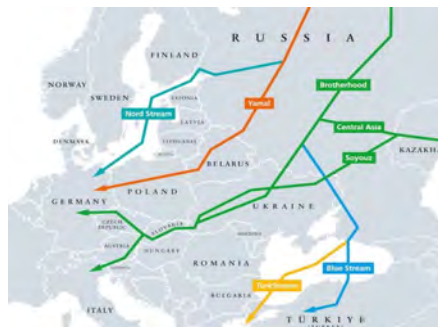 RUSSIA
FINLAND
NORWAY
SWEDEN
Brotherhood
Yamal
ESTONIA
Nord Stream
LATVIA
Central Asia
DENMARK
LITHUANIA
KAZAKH
Soyouz
BELARUS
POLAND
GERMANY
UKRAINE
CZECH
REPUBLIC
SLOVAKIA
AUSTRIA
HUNGARY
MOLDOVA
ROMANIA
Blue Stream
TurkStream
ITALY
BULGARIA
TÜRKIYE